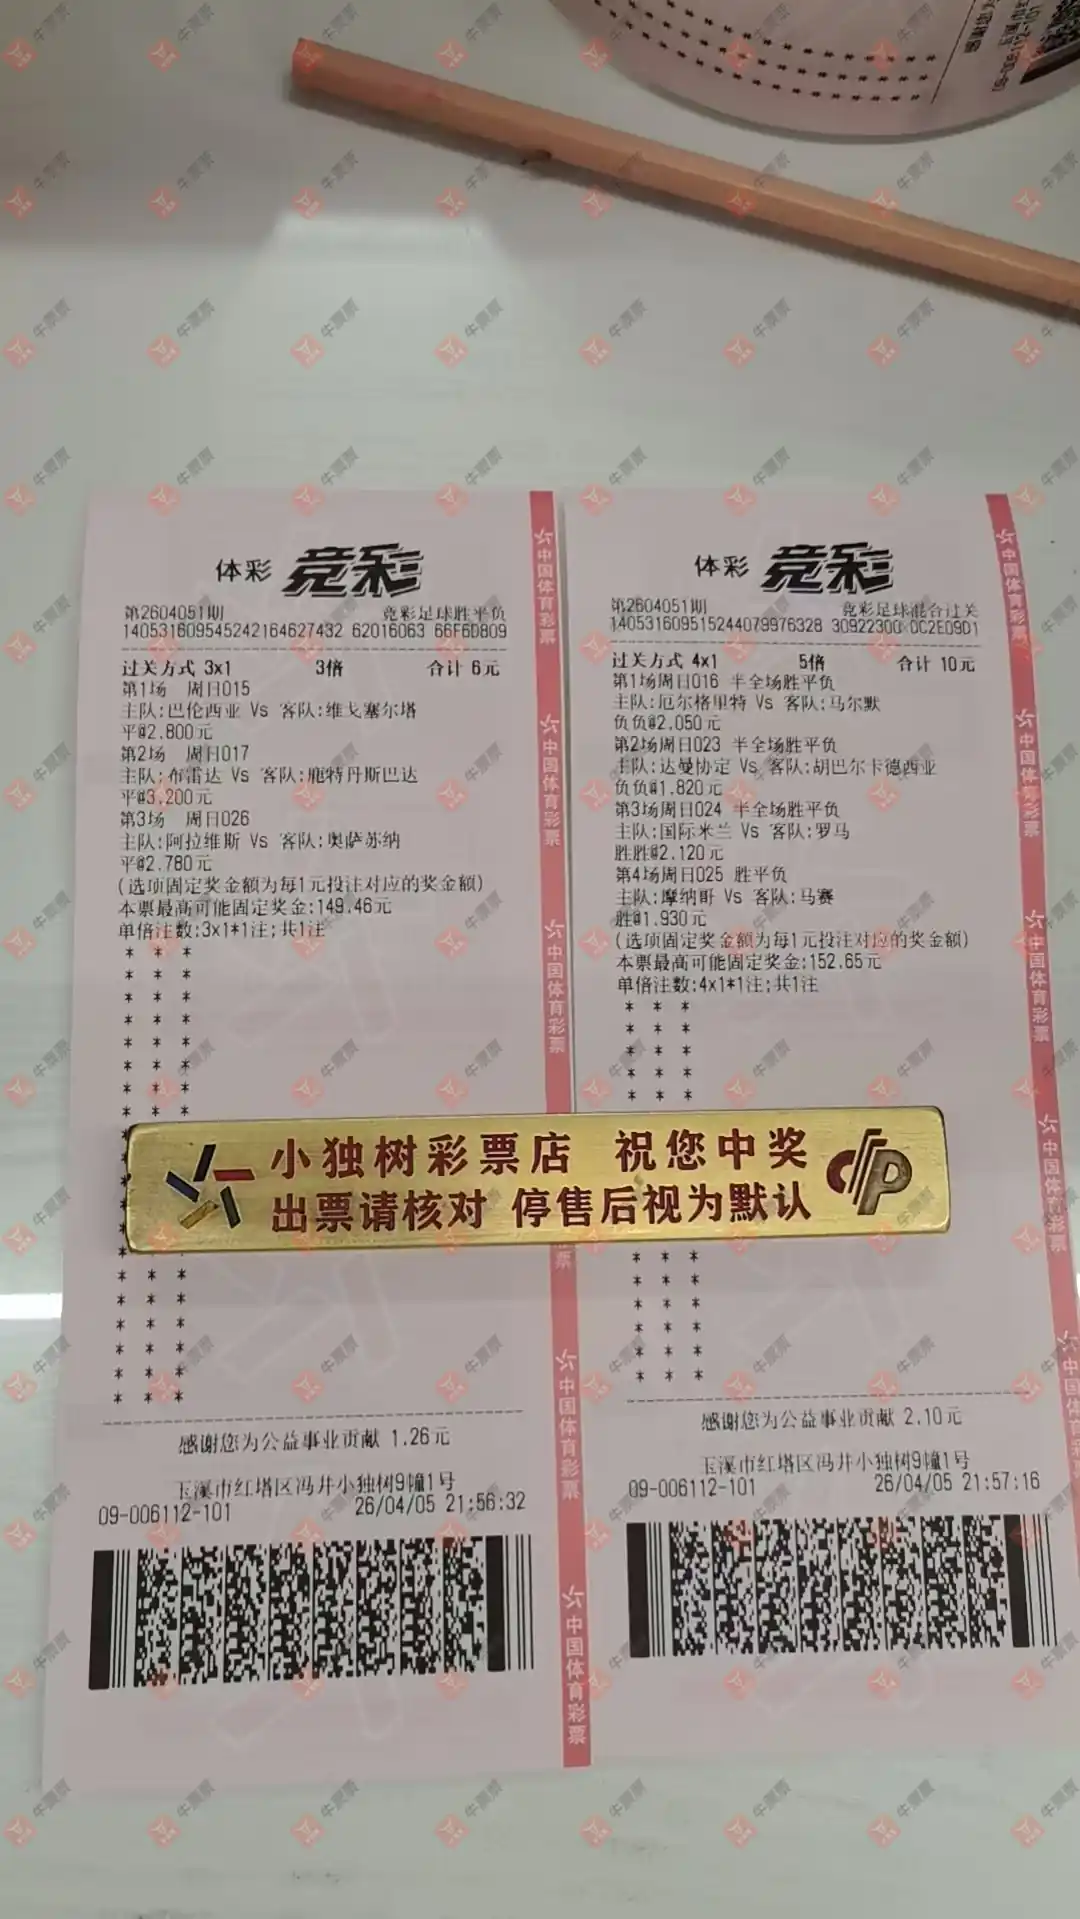 体彩 竞彩
第2604051期 竞彩足球胜平负
140531609545242164627432 62016063 66F6D809
过关方式 3x1 3倍 合计 6元
第1场 周日015
主队:巴伦西亚 Vs 客队:维戈塞尔塔
平@2.800元
第2场 周日017
主队:布雷达 Vs 客队:鹿特丹斯巴达
平@3.200元
第3场 周日026
主队:阿拉维斯 Vs 客队:奥萨苏纳
平@2.780元
(选项固定奖金额为每1元投注对应的奖金额)
本票最高可能固定奖金:149.46元
单倍注数:3x1*1注;共1注
感谢您为公益事业贡献 1.26元
玉溪市红塔区冯井小独树9幢1号
09-006112-101 26/04/05 21:56:32
中国体育彩票
体彩 竞彩
第2604051期 竞彩足球混合过关
140531609515244079976328 30922300 0C2E09D1
过关方式 4x1 5倍 合计 10元
第1场周日016 半全场胜平负
主队:厄尔格里特 Vs 客队:马尔默
负负@2.050元
第2场周日023 半全场胜平负
主队:达曼协定 Vs 客队:胡巴尔卡德西亚
负负@1.820元
第3场周日024 半全场胜平负
主队:国际米兰 Vs 客队:罗马
胜胜@2.120元
第4场周日025 胜平负
主队:摩纳哥 Vs 客队:马赛
胜@1.930元
(选项固定奖金额为每1元投注对应的奖金额)
本票最高可能固定奖金:152.65元
单倍注数:4x1*1注;共1注
感谢您为公益事业贡献 2.10元
玉溪市红塔区冯井小独树9幢1号
09-006112-101 26/04/05 21:57:16
中国体育彩票
小独树彩票店 祝您中奖
出票请核对 停售后视为默认
牛票票